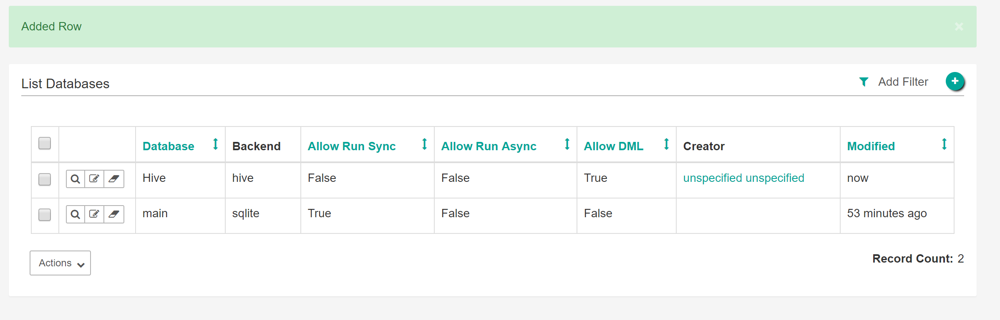 Added Row
List Databases
Add Filter
Database Backend Allow Run Sync Allow Run Async Allow DML Creator Modified
Hive hive False False True unspecified unspecified now
main sqlite True False False 53 minutes ago
Actions
Record Count: 2